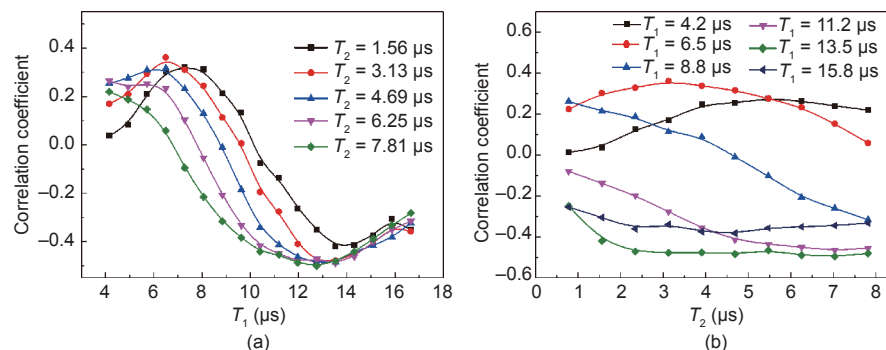 T2 = 1.56 μs
T2 = 3.13 μs
T2 = 4.69 μs
T2 = 6.25 μs
T2 = 7.81 μs
Correlation coefficient
0.4
0.2
0.0
–0.2
–0.4
4 6 8 10 12 14 16 18
T1 (μs)
(a)
T1 = 4.2 μs
T1 = 6.5 μs
T1 = 8.8 μs
T1 = 11.2 μs
T1 = 13.5 μs
T1 = 15.8 μs
Correlation coefficient
0.6
0.4
0.2
0.0
–0.2
–0.4
–0.6
0 1 2 3 4 5 6 7 8
T2 (μs)
(b)